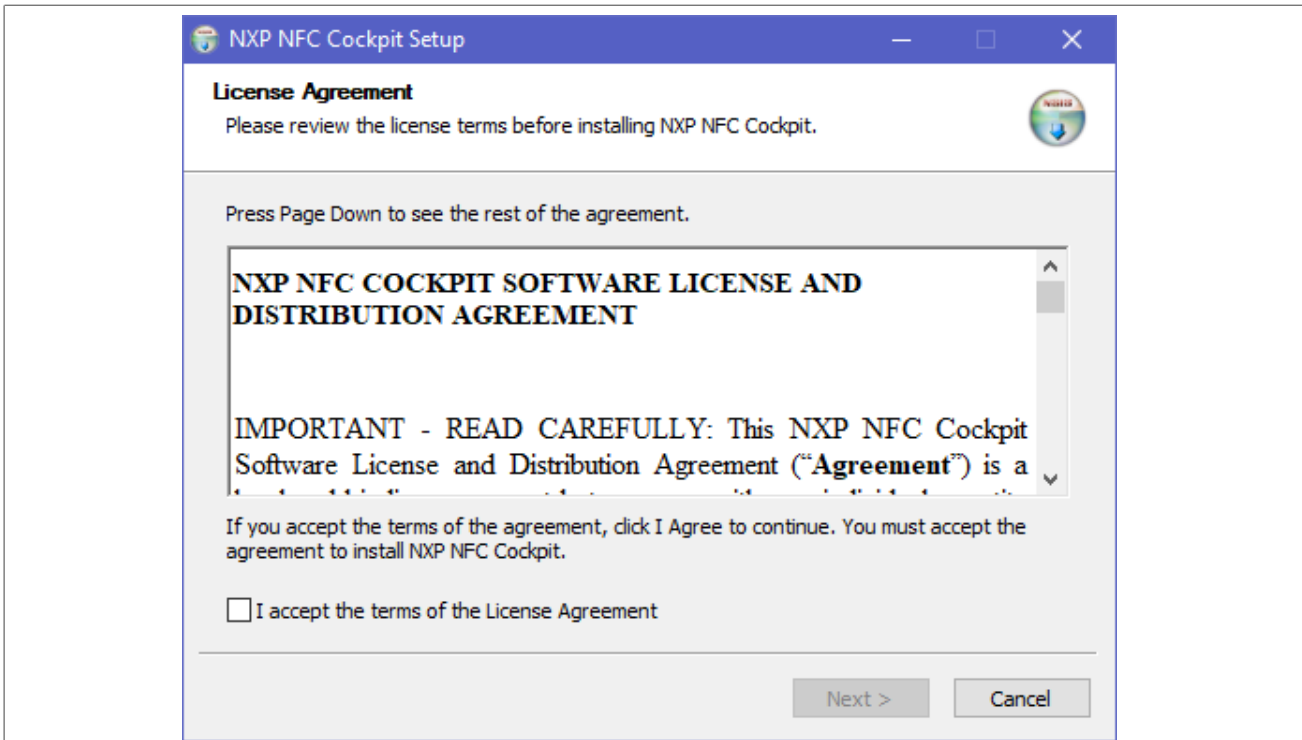 NXP NFC Cockpit Setup
License Agreement
Please review the license terms before installing NXP NFC Cockpit.
Press Page Down to see the rest of the agreement.
NXP NFC COCKPIT SOFTWARE LICENSE AND
DISTRIBUTION AGREEMENT
IMPORTANT - READ CAREFULLY: This NXP NFC Cockpit
Software License and Distribution Agreement (“Agreement”) is a
If you accept the terms of the agreement, click I Agree to continue. You must accept the
agreement to install NXP NFC Cockpit.
I accept the terms of the License Agreement
Next >
Cancel